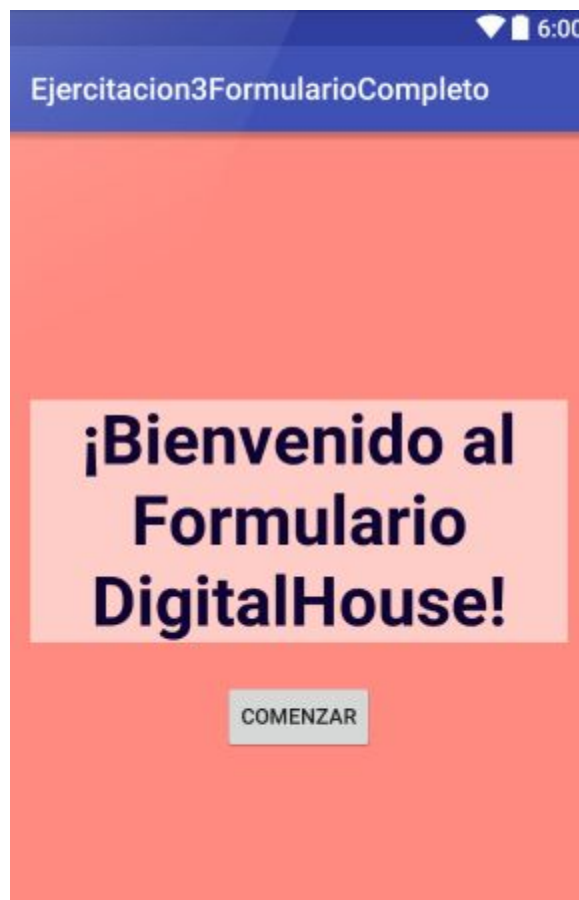 6:00
Ejercitacion3FormularioCompleto
¡Bienvenido al
Formulario
DigitalHouse!
COMENZAR